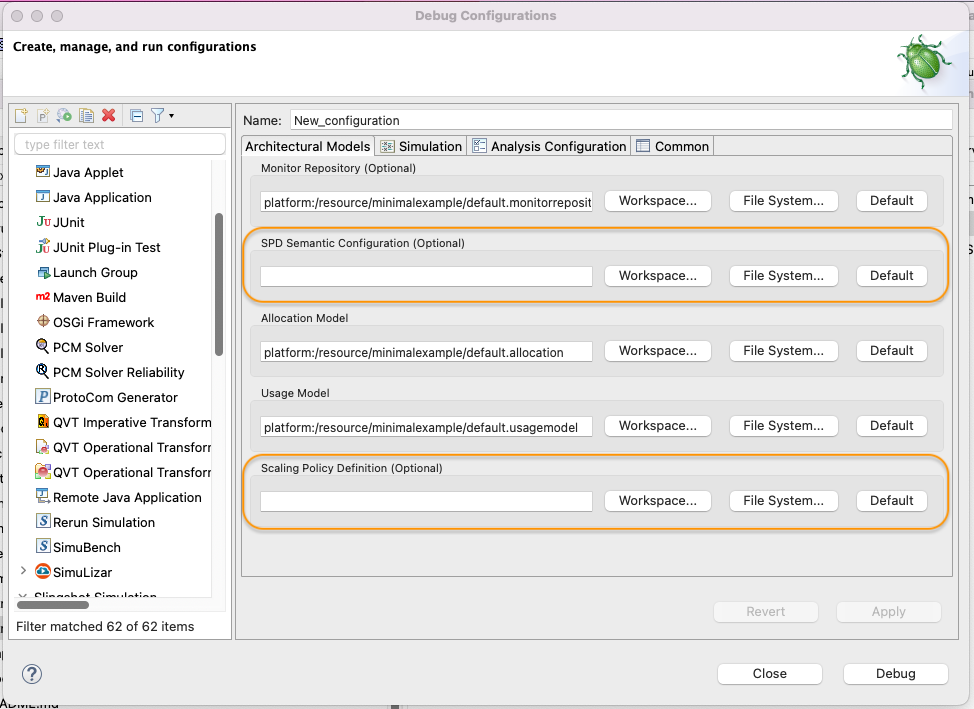 Debug Configurations
Create, manage, and run configurations
type filter text
Java Applet
Java Application
JUnit
JUnit Plug-in Test
Launch Group
Maven Build
OSGi Framework
PCM Solver
PCM Solver Reliability
ProtoCom Generator
QVT Imperative Transform
QVT Operational Transfor
QVT Operational Transfor
Remote Java Application
Rerun Simulation
SimuBench
SimuLizar
Slingshot Simulation
Filter matched 62 of 62 items
Name: New_configuration
Architectural Models Simulation Analysis Configuration Common
Monitor Repository (Optional)
platform:/resource/minimalexample/default.monitorreposit Workspace... File System... Default
SPD Semantic Configuration (Optional)
Workspace... File System... Default
Allocation Model
platform:/resource/minimalexample/default.allocation Workspace... File System... Default
Usage Model
platform:/resource/minimalexample/default.usagemodel Workspace... File System... Default
Scaling Policy Definition (Optional)
Workspace... File System... Default
Revert Apply
Close Debug